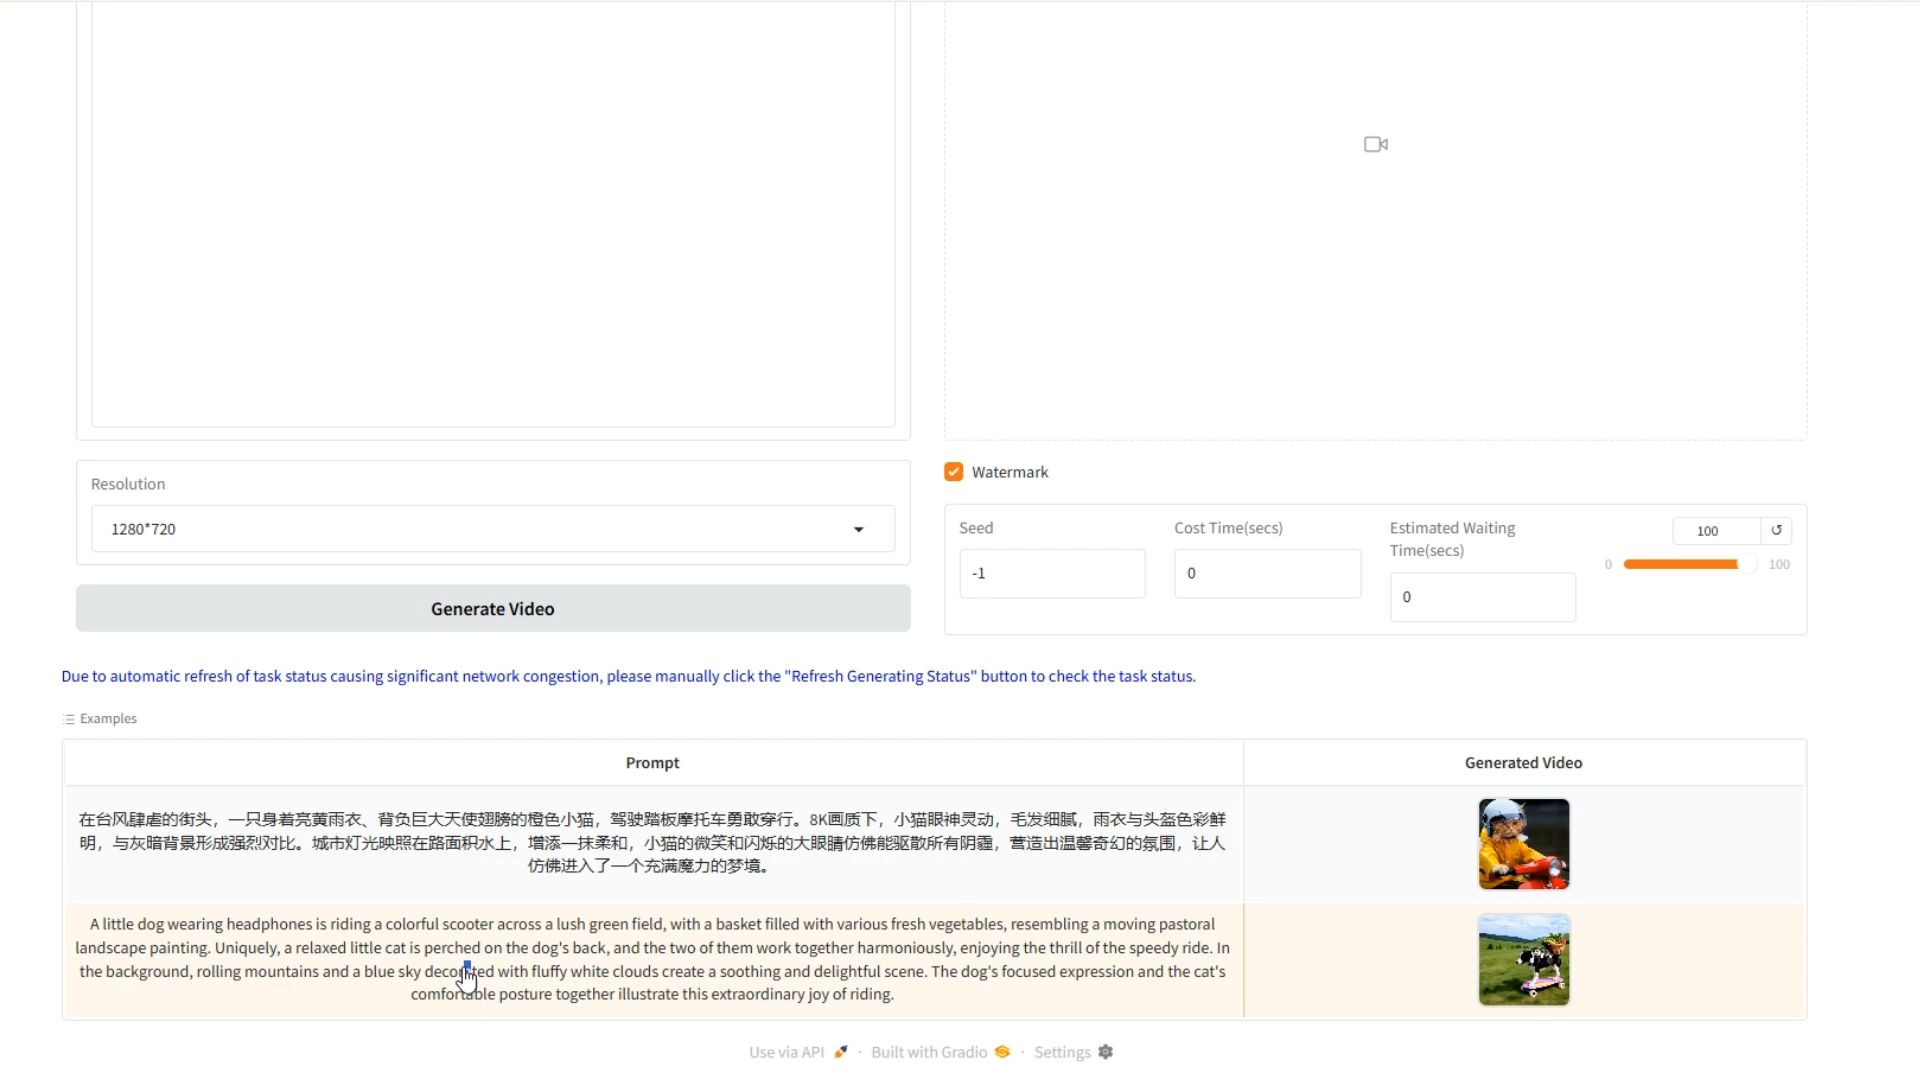 Resolution
1280*720
Generate Video
Watermark
Seed
-1
Cost Time(secs)
0
Estimated Waiting
Time(secs)
0
100
0
100
Due to automatic refresh of task status causing significant network congestion, please manually click the "Refresh Generating Status" button to check the task status.
Examples
Prompt
Generated Video
在台风肆虐的街头，一只身着亮黄雨衣、背负巨大天使翅膀的橙色小猫，驾驶踏板摩托车勇敢穿行。8K画质下，小猫眼神灵动，毛发细腻，雨衣与头盔色彩鲜
明，与灰暗背景形成强烈对比。城市灯光映照在路面积水上，增添一抹柔和，小猫的微笑和闪烁的大眼睛仿佛能驱散所有阴霾，营造出温馨奇幻的氛围，让人
仿佛进入了一个充满魔力的梦境。
A little dog wearing headphones is riding a colorful scooter across a lush green field, with a basket filled with various fresh vegetables, resembling a moving pastoral
landscape painting. Uniquely, a relaxed little cat is perched on the dog's back, and the two of them work together harmoniously, enjoying the thrill of the speedy ride. In
the background, rolling mountains and a blue sky decorated with fluffy white clouds create a soothing and delightful scene. The dog's focused expression and the cat's
comfortable posture together illustrate this extraordinary joy of riding.
Use via API · Built with Gradio · Settings